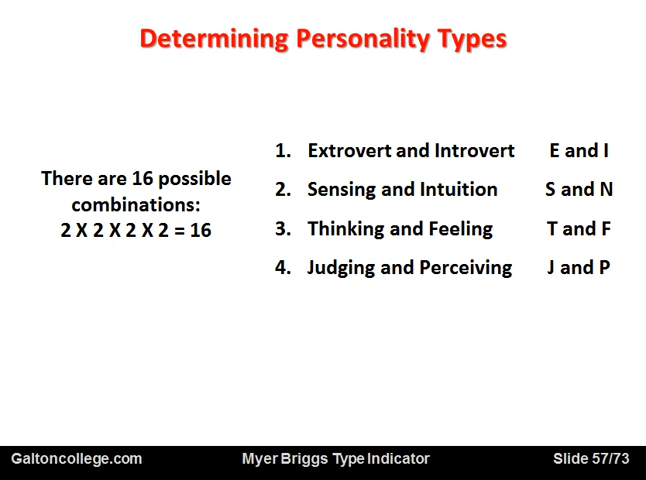 Determining Personality Types
There are 16 possible
combinations:
2 X 2 X 2 X 2 = 16
1. Extrovert and Introvert E and I
2. Sensing and Intuition S and N
3. Thinking and Feeling T and F
4. Judging and Perceiving J and P
Galtoncollege.com Myer Briggs Type Indicator Slide 57/73